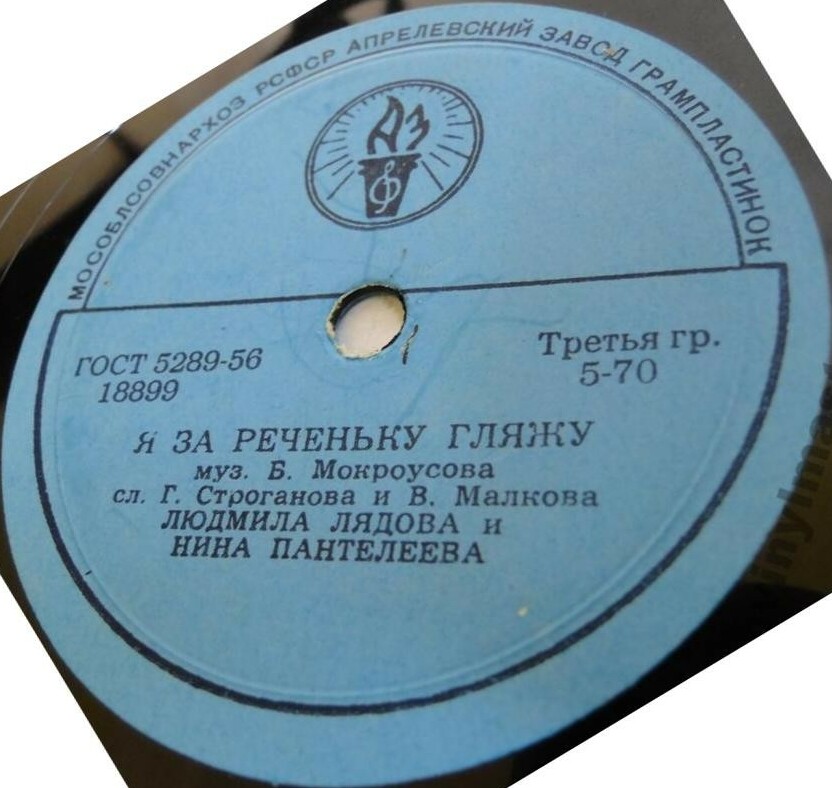 МОСОБЛСОВНАРХОЗ РСФСР АПРЕЛЕВСКИЙ ЗАВОД ГРАМПЛАСТИНОК
АЗ
ГОСТ 5289-56
18899
Третья гр.
5-70
Я ЗА РЕЧЕНЬКУ ГЛЯЖУ
муз. Б. Мокроусова
сл. Г. Строганова и В. Малкова
ЛЮДМИЛА ЛЯДОВА и
НИНА ПАНТЕЛЕЕВА